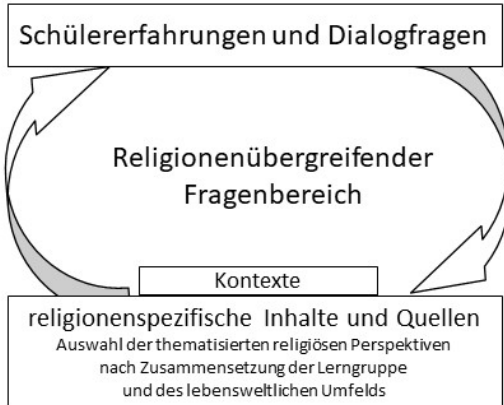 Schülererfahrungen und Dialogfragen
Religionenübergreifender
Fragenbereich
Kontexte
religionenspezifische Inhalte und Quellen
Auswahl der thematisierten religiösen Perspektiven
nach Zusammensetzung der Lerngruppe
und des lebensweltlichen Umfelds